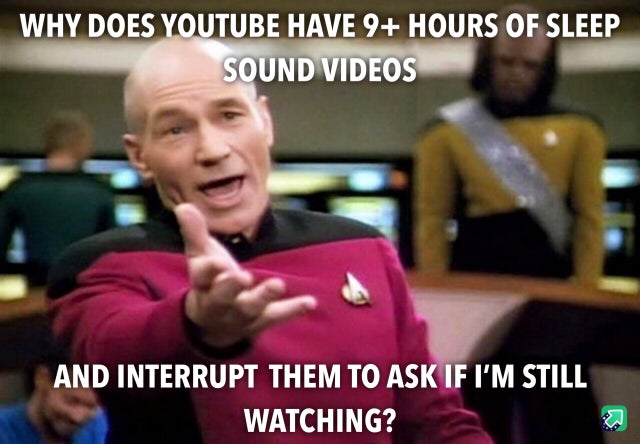 WHY DOES YOUTUBE HAVE 9+ HOURS OF SLEEP
SOUND VIDEOS
AND INTERRUPT THEM TO ASK IF I'M STILL
WATCHING?